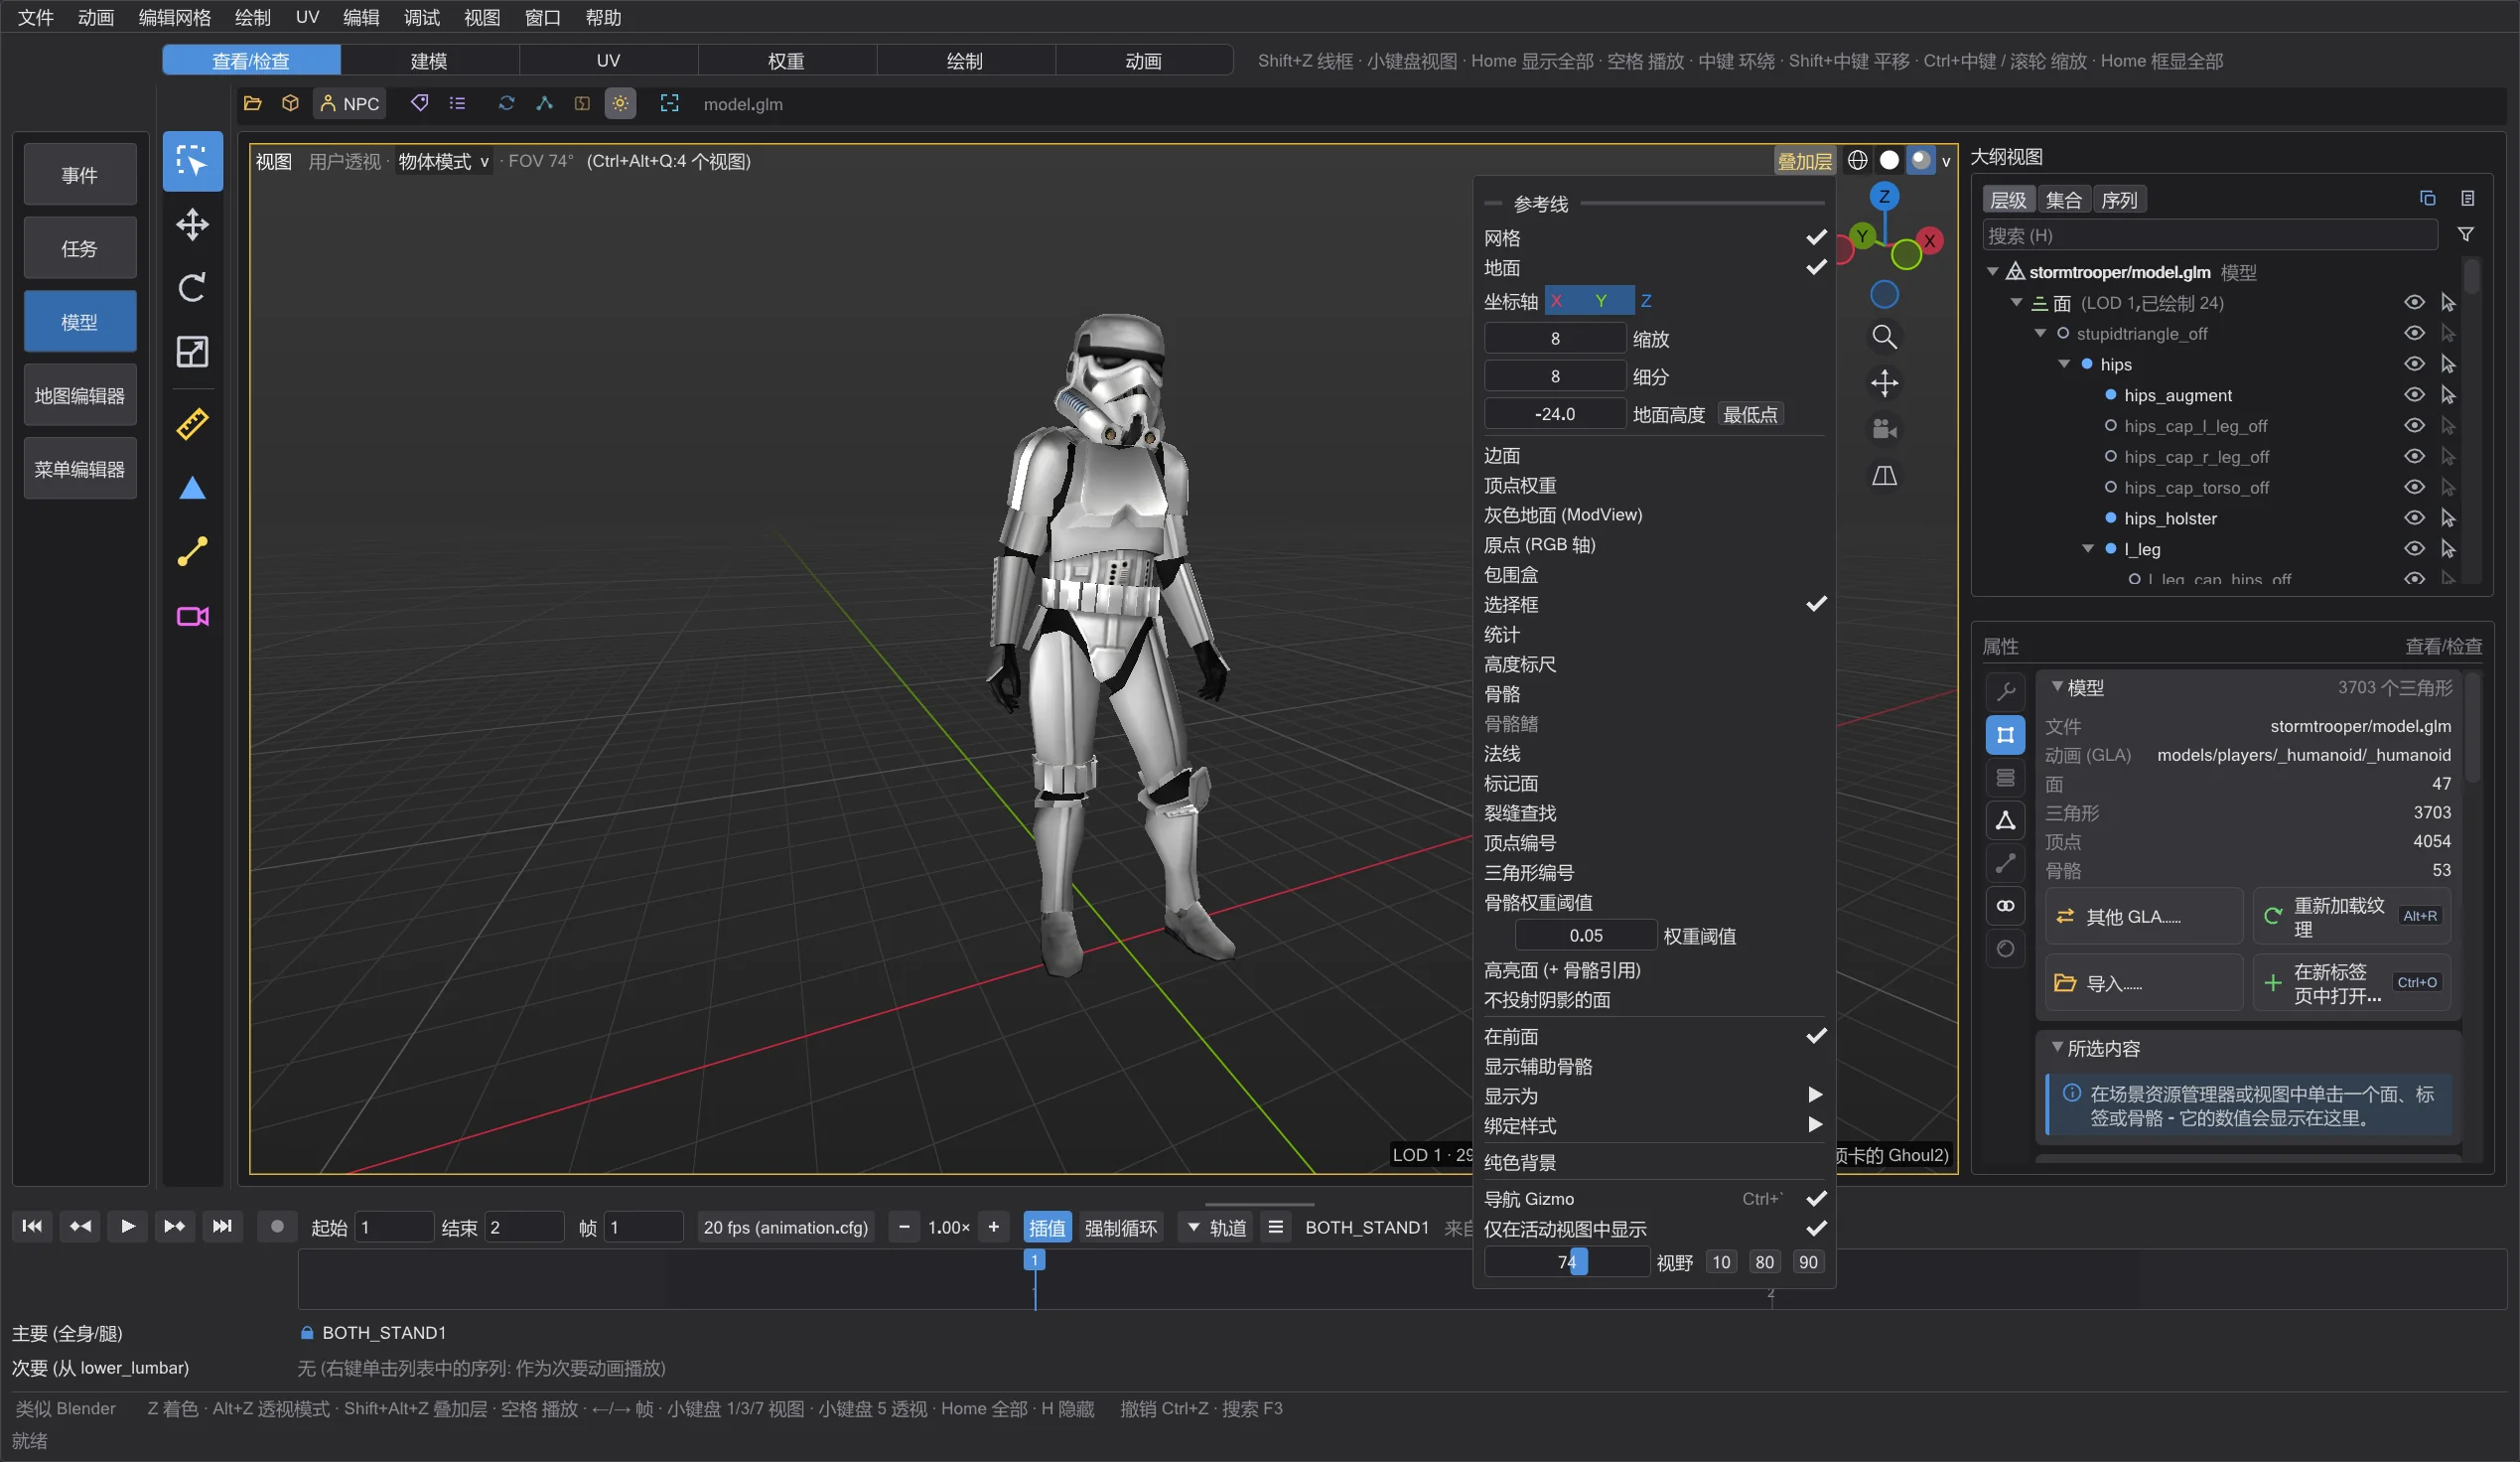 文件 动画 编辑网格 绘制 UV 编辑 调试 视图 窗口 帮助
查看/检查 建模 UV 权重 绘制 动画 Shift+Z 线框 · 小键盘视图 · Home 显示全部 · 空格 播放 · 中键 环绕 · Shift+中键 平移 · Ctrl+中键 / 滚轮 缩放 · Home 框显全部
NPC model.glm
事件
任务
模型
地图编辑器
菜单编辑器
视图 用户透视 · 物体模式 v · FOV 74° (Ctrl+Alt+Q:4 个视图) 叠加层 v
Z
Y
X
参考线
网格
地面
坐标轴 X Y Z
8 缩放
8 细分
-24.0 地面高度 最低点
边面
顶点权重
灰色地面 (ModView)
原点 (RGB 轴)
包围盒
选择框
统计
高度标尺
骨骼
骨骼鳍
法线
标记面
裂缝查找
顶点编号
三角形编号
骨骼权重阈值
0.05 权重阈值
高亮面 (+ 骨骼引用)
不投射阴影的面
在前面
显示辅助骨骼
显示为
绑定样式
纯色背景
导航 Gizmo Ctrl+`
仅在活动视图中显示
74 视野 10 80 90
LOD 1 · 29
卡的 Ghoul2)
大纲视图
层级 集合 序列
搜索 (H)
stormtrooper/model.glm 模型
面 (LOD 1,已绘制 24)
stupidtriangle_off
hips
hips_augment
hips_cap_l_leg_off
hips_cap_r_leg_off
hips_cap_torso_off
hips_holster
l_leg
l_leg_cap_hips_off
属性 查看/检查
模型 3703 个三角形
文件 stormtrooper/model.glm
动画 (GLA) models/players/_humanoid/_humanoid
面 47
三角形 3703
顶点 4054
骨骼 53
其他 GLA......
重新加载纹
理
Alt+R
导入......
在新标签
页中打开...
Ctrl+O
所选内容
在场景资源管理器或视图中单击一个面、标
签或骨骼 - 它的数值会显示在这里。
起始 1 结束 2 帧 1 20 fps (animation.cfg) − 1.00× + 插值 强制循环 轨道 BOTH_STAND1 来自
1
2
主要 (全身/腿) BOTH_STAND1
次要 (从 lower_lumbar) 无 (右键单击列表中的序列: 作为次要动画播放)
类似 Blender Z 着色 · Alt+Z 透视模式 · Shift+Alt+Z 叠加层 · 空格 播放 · ←/→ 帧 · 小键盘 1/3/7 视图 · 小键盘 5 透视 · Home 全部 · H 隐藏 撤销 Ctrl+Z · 搜索 F3
就绪